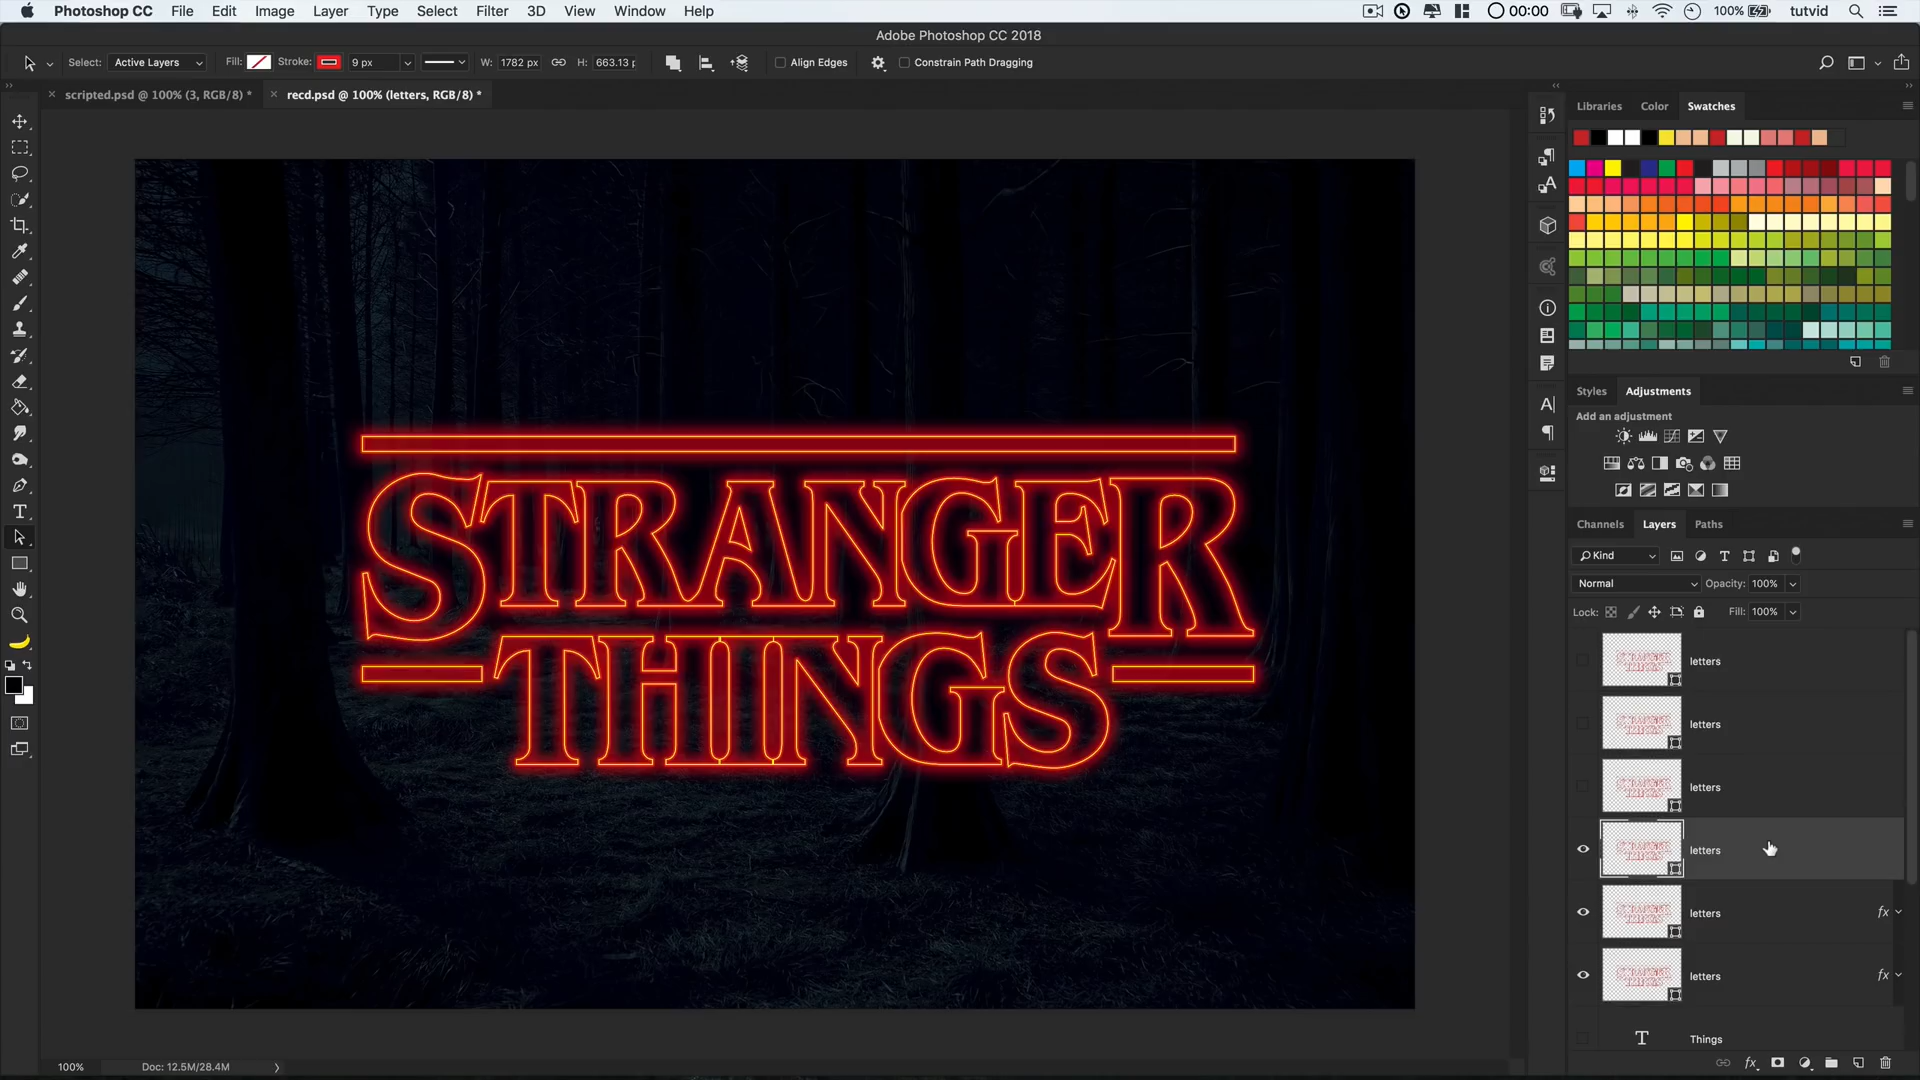 Photoshop CC File Edit Image Layer Type Select Filter 3D View Window Help 00:00 100% tutvid
Adobe Photoshop CC 2018
Select: Active Layers Fill: Stroke: 9 px W: 1782 px H: 663.13 p Align Edges Constrain Path Dragging
scripted.psd @ 100% (3, RGB/8) * recd.psd @ 100% (letters, RGB/8) *
Libraries Color Swatches
Styles Adjustments
Add an adjustment
STRANGER
THINGS
Channels Layers Paths
Kind
Normal Opacity: 100%
Lock: Fill: 100%
letters
letters
letters
letters
letters fx
letters fx
T Things
100% Doc: 12.5M/28.4M